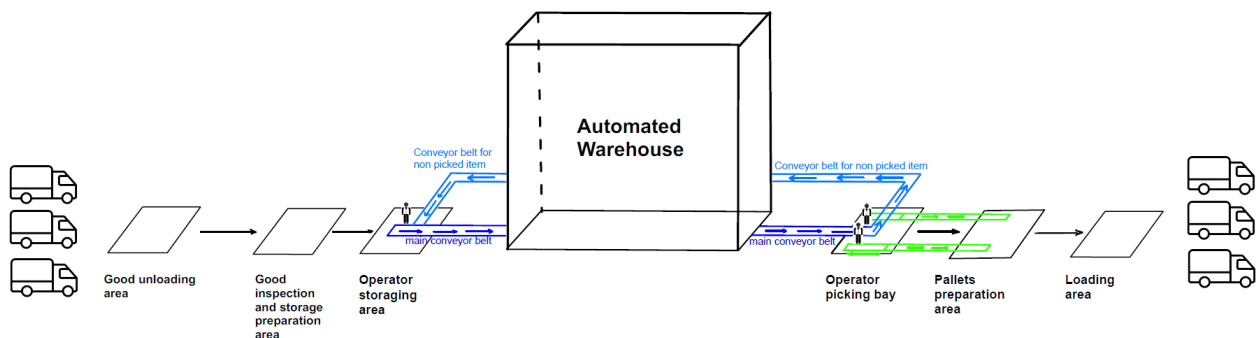 Automated
Warehouse
Conveyor belt for
non picked item
Conveyor belt for non picked item
main conveyor belt
main conveyor belt
Good unloading
area
Good
inspection
and storage
preparation
area
Operator
storaging
area
Operator
picking bay
Pallets
preparation
area
Loading
area